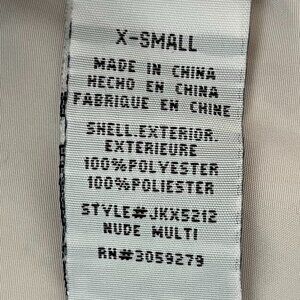 X-SMALL
MADE IN CHINA
HECHO EN CHINA
FABRIQUE EN CHINE
SHELL.EXTERIOR.
EXTERIEURE
100%POLYESTER
100%POLIESTER
STYLE#JKX5212
NUDE MULTI
RN#3059279